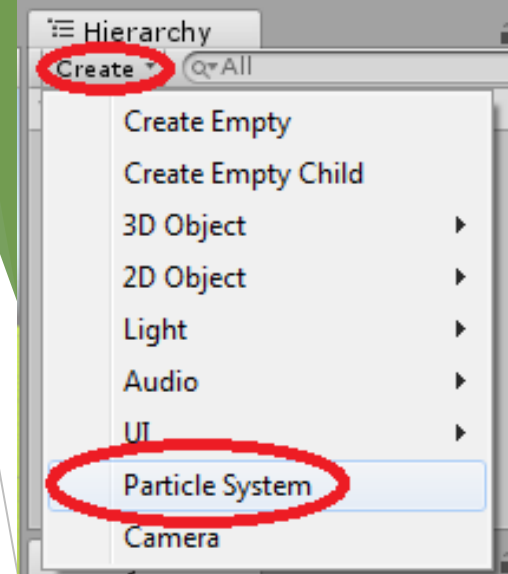 Hierarchy
Create All
Create Empty
Create Empty Child
3D Object
2D Object
Light
Audio
UI
Particle System
Camera